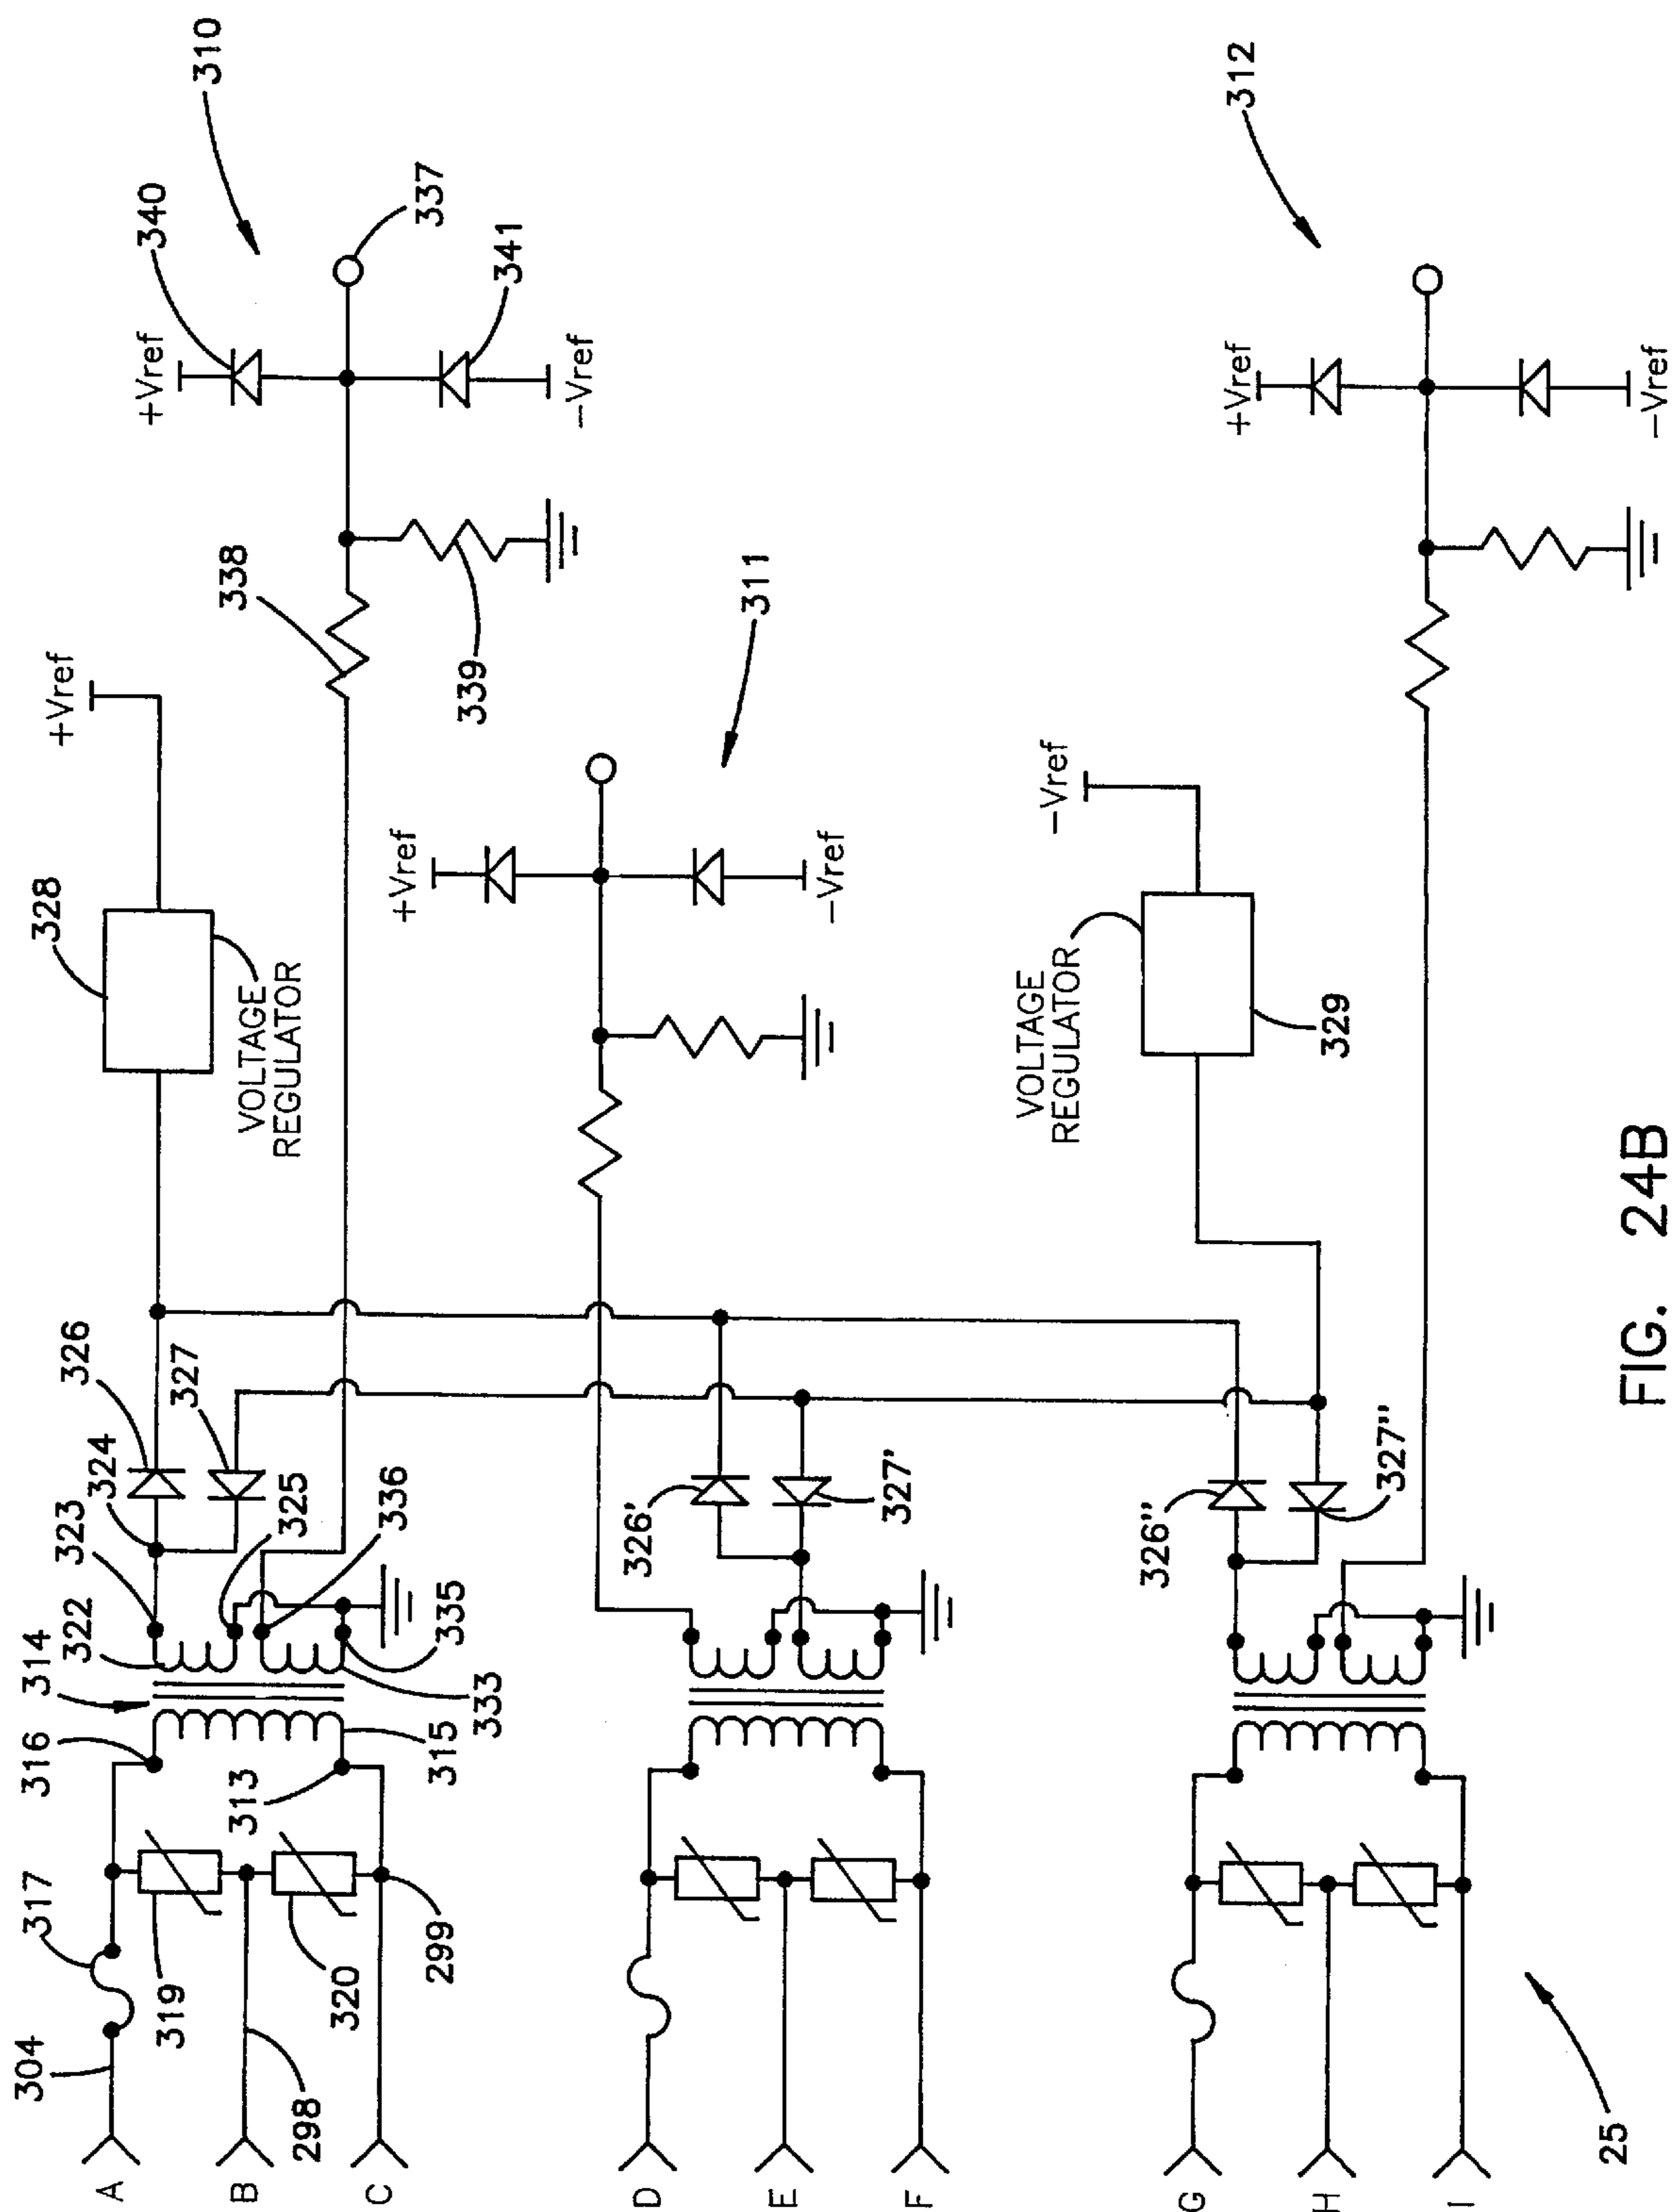 310
340
337
+Vref
341
-Vref
338
339
+Vref
328
VOLTAGE
REGULATOR
326
324
327
323
325
322
336
314
335
333
316
315
313
317
319
320
299
304
298
A
B
C
311
+Vref
-Vref
326'
327'
D
E
F
312
+Vref
-Vref
-Vref
VOLTAGE
REGULATOR
329
326''
327''
G
H
I
25
FIG. 24B